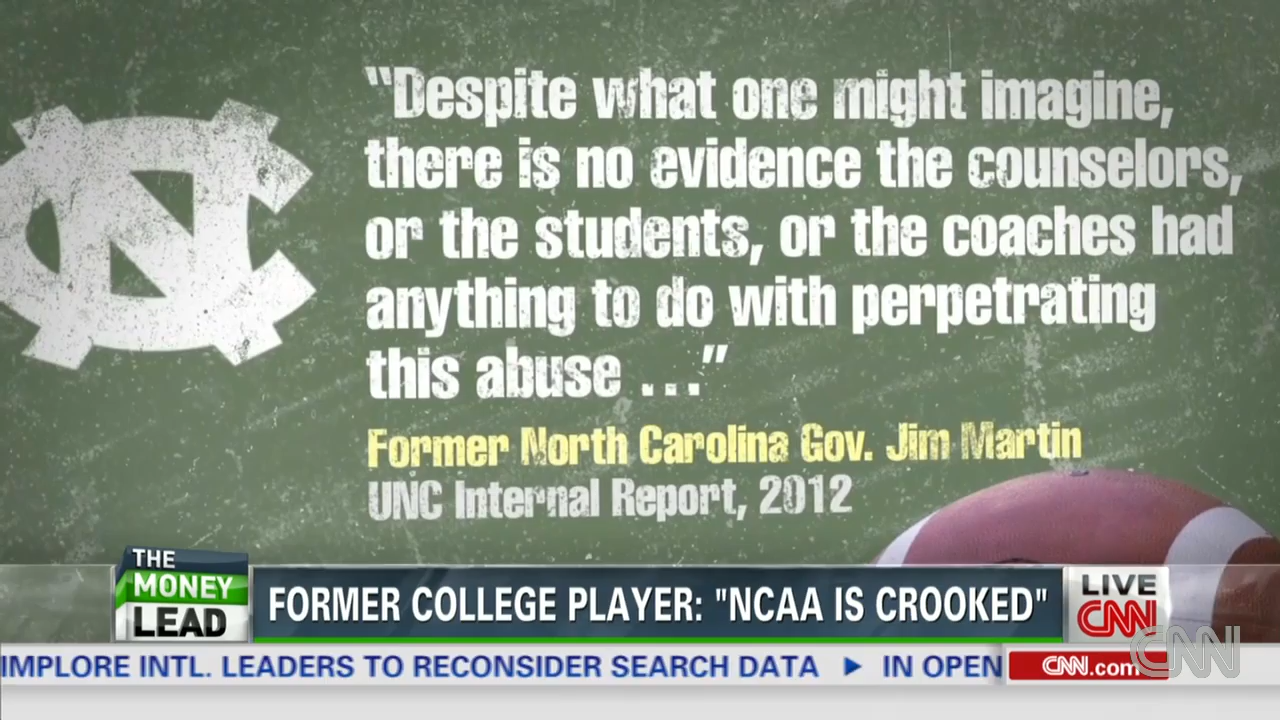 “Despite what one might imagine,
there is no evidence the counselors,
or the students, or the coaches had
anything to do with perpetrating
this abuse ...”
Former North Carolina Gov. Jim Martin
UNC Internal Report, 2012
THE
MONEY
LEAD
FORMER COLLEGE PLAYER: "NCAA IS CROOKED"
LIVE
CNN
IMPLORE INTL. LEADERS TO RECONSIDER SEARCH DATA ► IN OPEN
CNN.com
CNN
NC